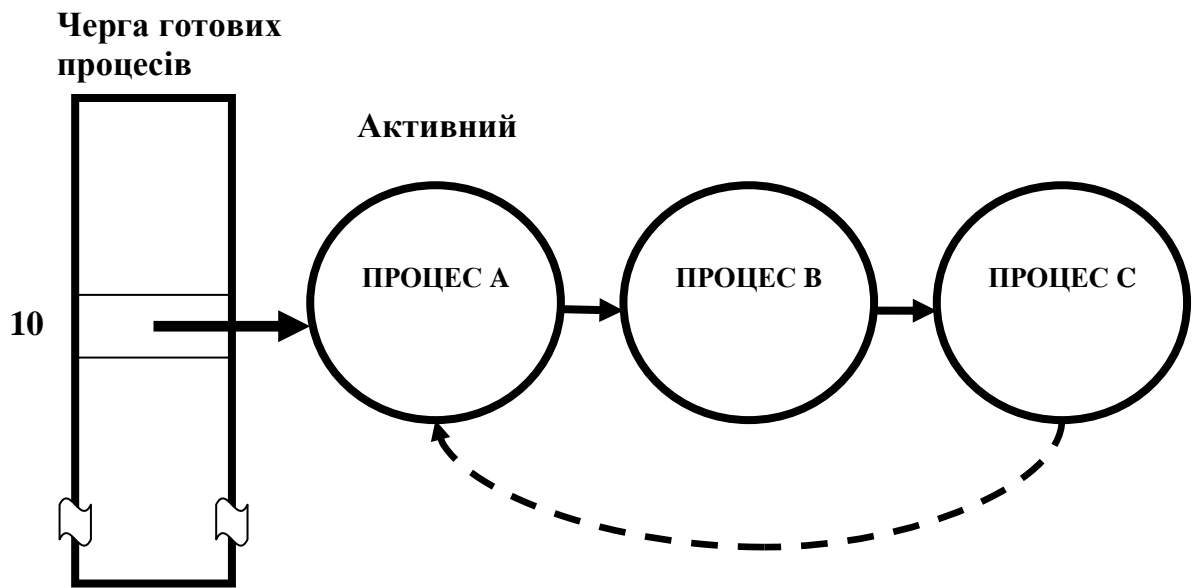 Черга готових
процесів
Активний
ПРОЦЕС А
ПРОЦЕС В
ПРОЦЕС С
10